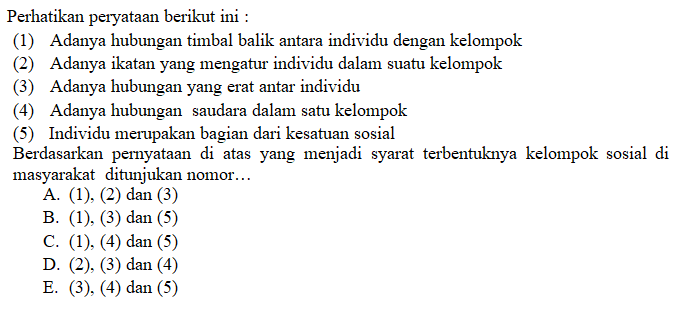 Perhatikan peryataan berikut ini :
(1) Adanya hubungan timbal balik antara individu dengan kelompok
(2) Adanya ikatan yang mengatur individu dalam suatu kelompok
(3) Adanya hubungan yang erat antar individu
(4) Adanya hubungan saudara dalam satu kelompok
(5) Individu merupakan bagian dari kesatuan sosial
Berdasarkan pernyataan di atas yang menjadi syarat terbentuknya kelompok sosial di
masyarakat ditunjukan nomor…
A. (1), (2) dan (3)
B. (1), (3) dan (5)
C. (1), (4) dan (5)
D. (2), (3) dan (4)
E. (3), (4) dan (5)